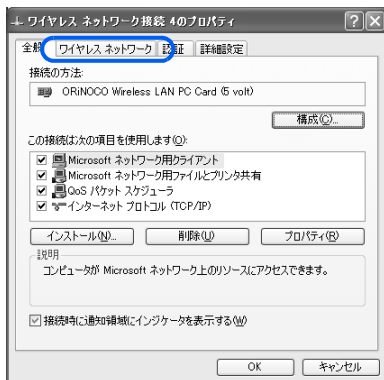 ワイヤレス ネットワーク接続 4のプロパティ
全般 ワイヤレス ネットワーク 認証 詳細設定
接続の方法:
ORiNOCO Wireless LAN PC Card (5 volt)
構成(C)...
この接続は次の項目を使用します(O):
Microsoft ネットワーク用クライアント
Microsoft ネットワーク用ファイルとプリンタ共有
QoS パケット スケジューラ
インターネット プロトコル (TCP/IP)
インストール(N)... 削除(U) プロパティ(R)
説明
コンピュータが Microsoft ネットワーク上のリソースにアクセスできます。
接続時に通知領域にインジケータを表示する(W)
OK キャンセル